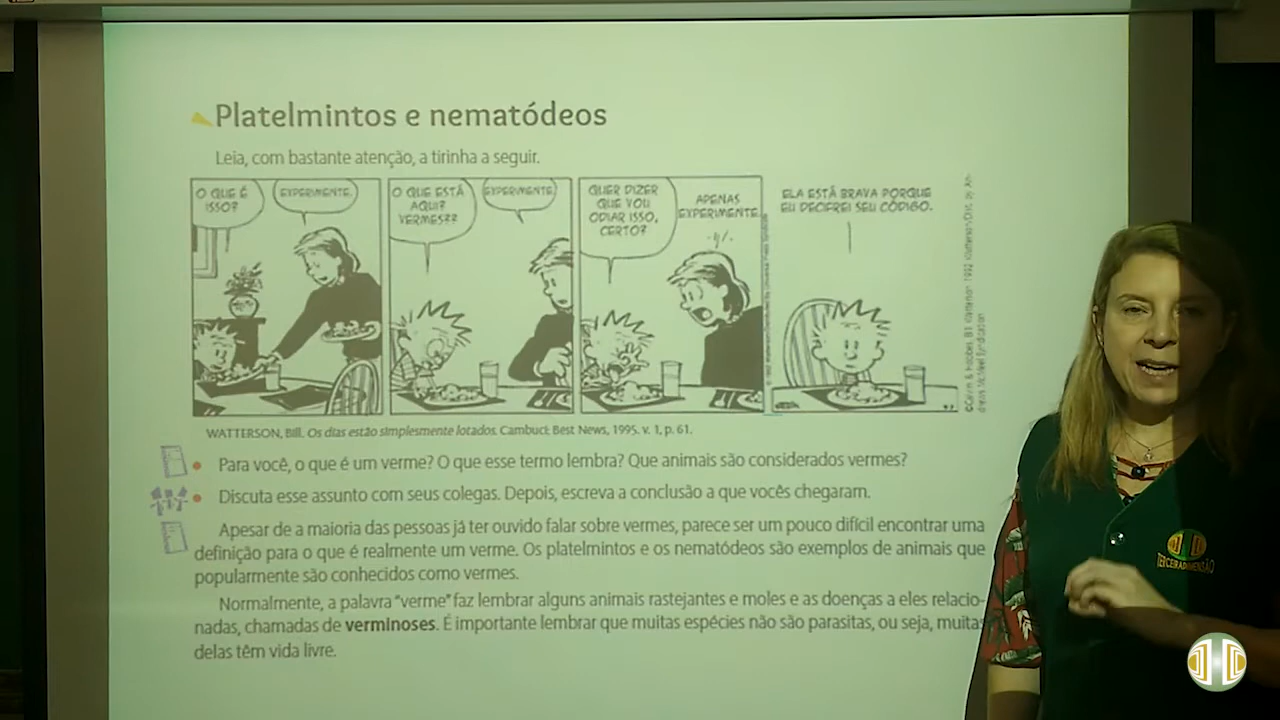 Platelmintos e nematódeos
Leia, com bastante atenção, a tirinha a seguir.
O QUE É
ISSO?
EXPERIMENTE.
O QUE ESTÁ
AQUI?
VERMES??
EXPERIMENTE.
QUER DIZER
QUE VOU
ODIAR ISSO,
CERTO?
APENAS
EXPERIMENTE.
ELA ESTÁ BRAVA PORQUE
EU DECIFREI SEU CÓDIGO.
WATTERSON, Bill. Os dias estão simplesmente lotados. Cambuci: Best News, 1995. v. 1, p. 61.
Para você, o que é um verme? O que esse termo lembra? Que animais são considerados vermes?
Discuta esse assunto com seus colegas. Depois, escreva a conclusão a que vocês chegaram.
Apesar de a maioria das pessoas já ter ouvido falar sobre vermes, parece ser um pouco difícil encontrar uma
definição para o que é realmente um verme. Os platelmintos e os nematódeos são exemplos de animais que
popularmente são conhecidos como vermes.
Normalmente, a palavra "verme" faz lembrar alguns animais rastejantes e moles e as doenças a eles relacio-
nadas, chamadas de verminoses. É importante lembrar que muitas espécies não são parasitas, ou seja, muitas
delas têm vida livre.
TERCEIRADIMENSÃO